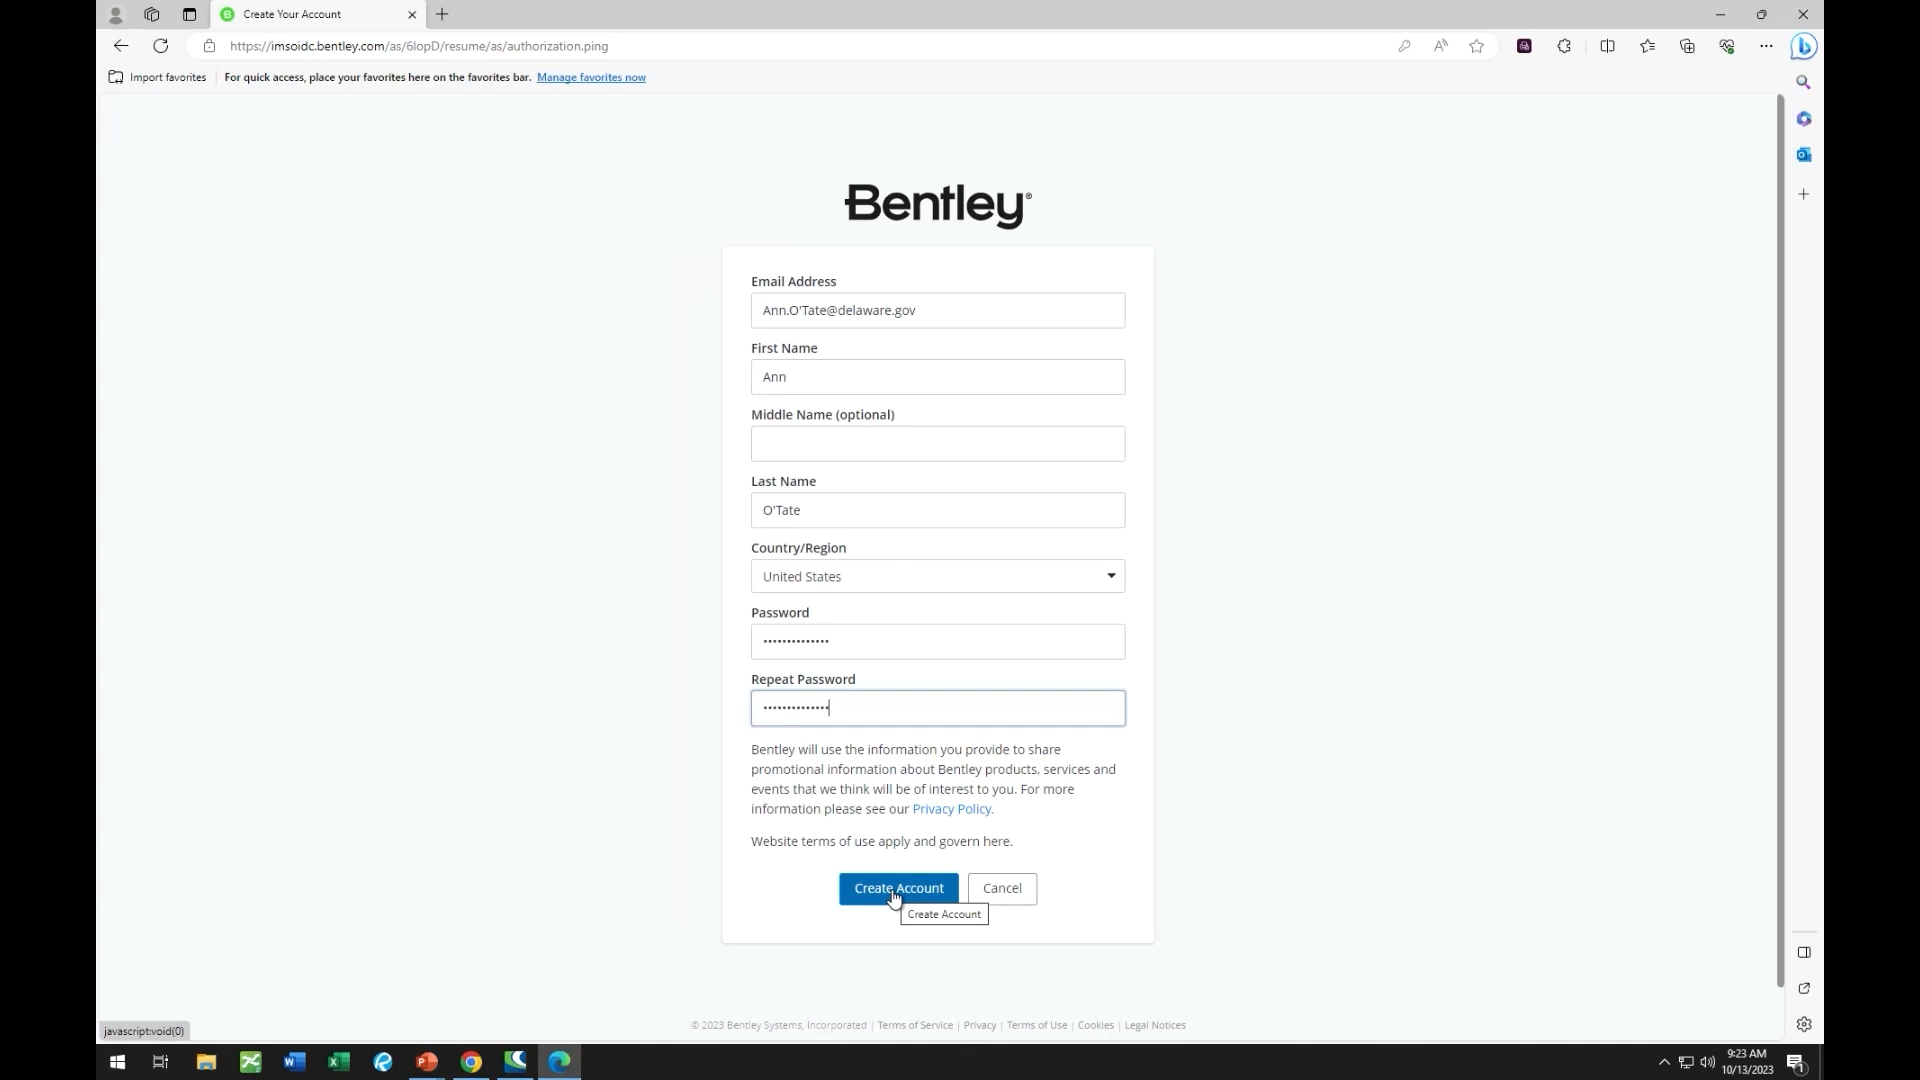 Create Your Account
https://imsoidc.bentley.com/as/6lopD/resume/as/authorization.ping
Import favorites
For quick access, place your favorites here on the favorites bar. Manage favorites now
Bentley®
Email Address
Ann.O'Tate@delaware.gov
First Name
Ann
Middle Name (optional)
Last Name
O'Tate
Country/Region
United States
Password
••••••••••••••
Repeat Password
••••••••••••••
Bentley will use the information you provide to share
promotional information about Bentley products, services and
events that we think will be of interest to you. For more
information please see our Privacy Policy.
Website terms of use apply and govern here.
Create Account
Cancel
Create Account
© 2023 Bentley Systems, Incorporated | Terms of Service | Privacy | Terms of Use | Cookies | Legal Notices
javascript:void(0)
9:23 AM
10/13/2023
1